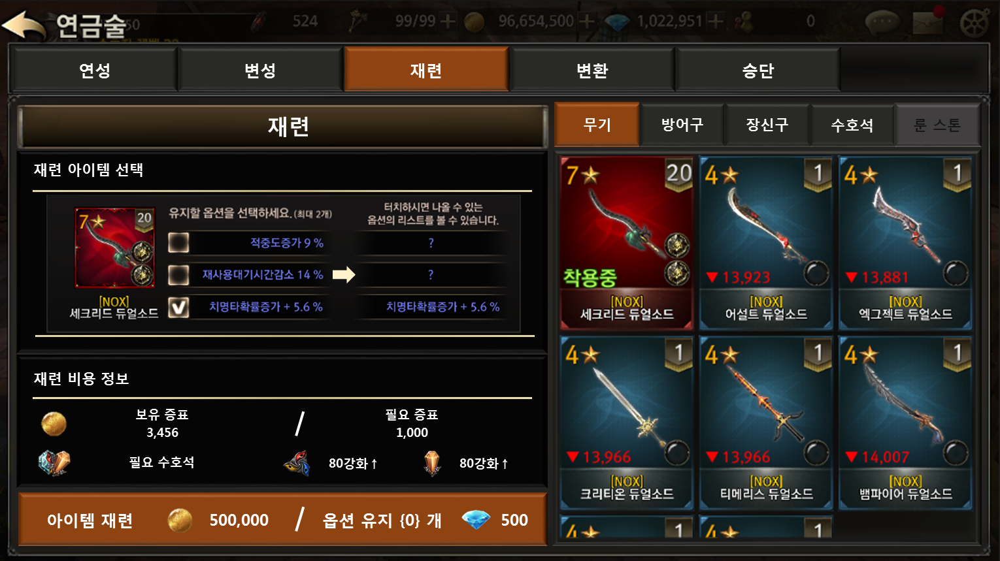 연금술
50
524
99/99
96,654,500
1,022,951
0
연성
변성
재련
변환
승단
재련
무기
방어구
장신구
수호석
룬 스톤
재련 아이템 선택
7 20
[NOX]
세크리드 듀얼소드
유지할 옵션을 선택하세요. (최대 2개)
터치하시면 나올 수 있는
옵션의 리스트를 볼 수 있습니다.
적중도증가 9 %
?
재사용대기시간감소 14 %
?
치명타확률증가 + 5.6 %
치명타확률증가 + 5.6 %
재련 비용 정보
보유 증표
3,456
/
필요 증표
1,000
필요 수호석
80강화↑
80강화↑
아이템 재련
500,000
/
옵션 유지 {0} 개
500
7 20
착용중
[NOX]
세크리드 듀얼소드
4 1
▼13,923
[NOX]
어설트 듀얼소드
4 1
▼13,881
[NOX]
엑그젝트 듀얼소드
4 1
▼13,966
[NOX]
크리티온 듀얼소드
4 1
▼13,966
[NOX]
티메리스 듀얼소드
4 1
▼14,007
[NOX]
뱀파이어 듀얼소드
4 1
4 1